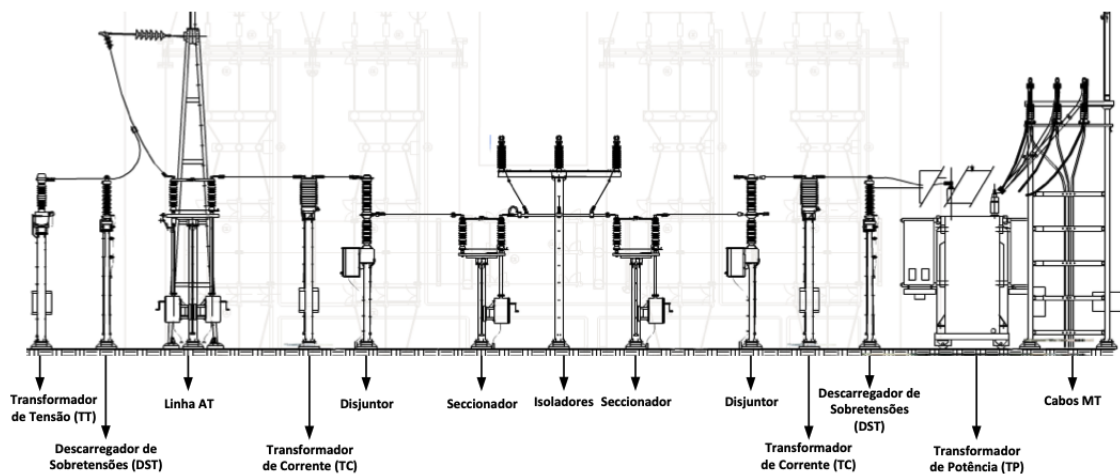 Transformador
de Tensão (TT)
Descarregador de
Sobretensões (DST)
Linha AT
Transformador
de Corrente (TC)
Disjuntor
Seccionador
Isoladores
Seccionador
Disjuntor
Transformador
de Corrente (TC)
Descarregador de
Sobretensões
(DST)
Transformador
de Potência (TP)
Cabos MT